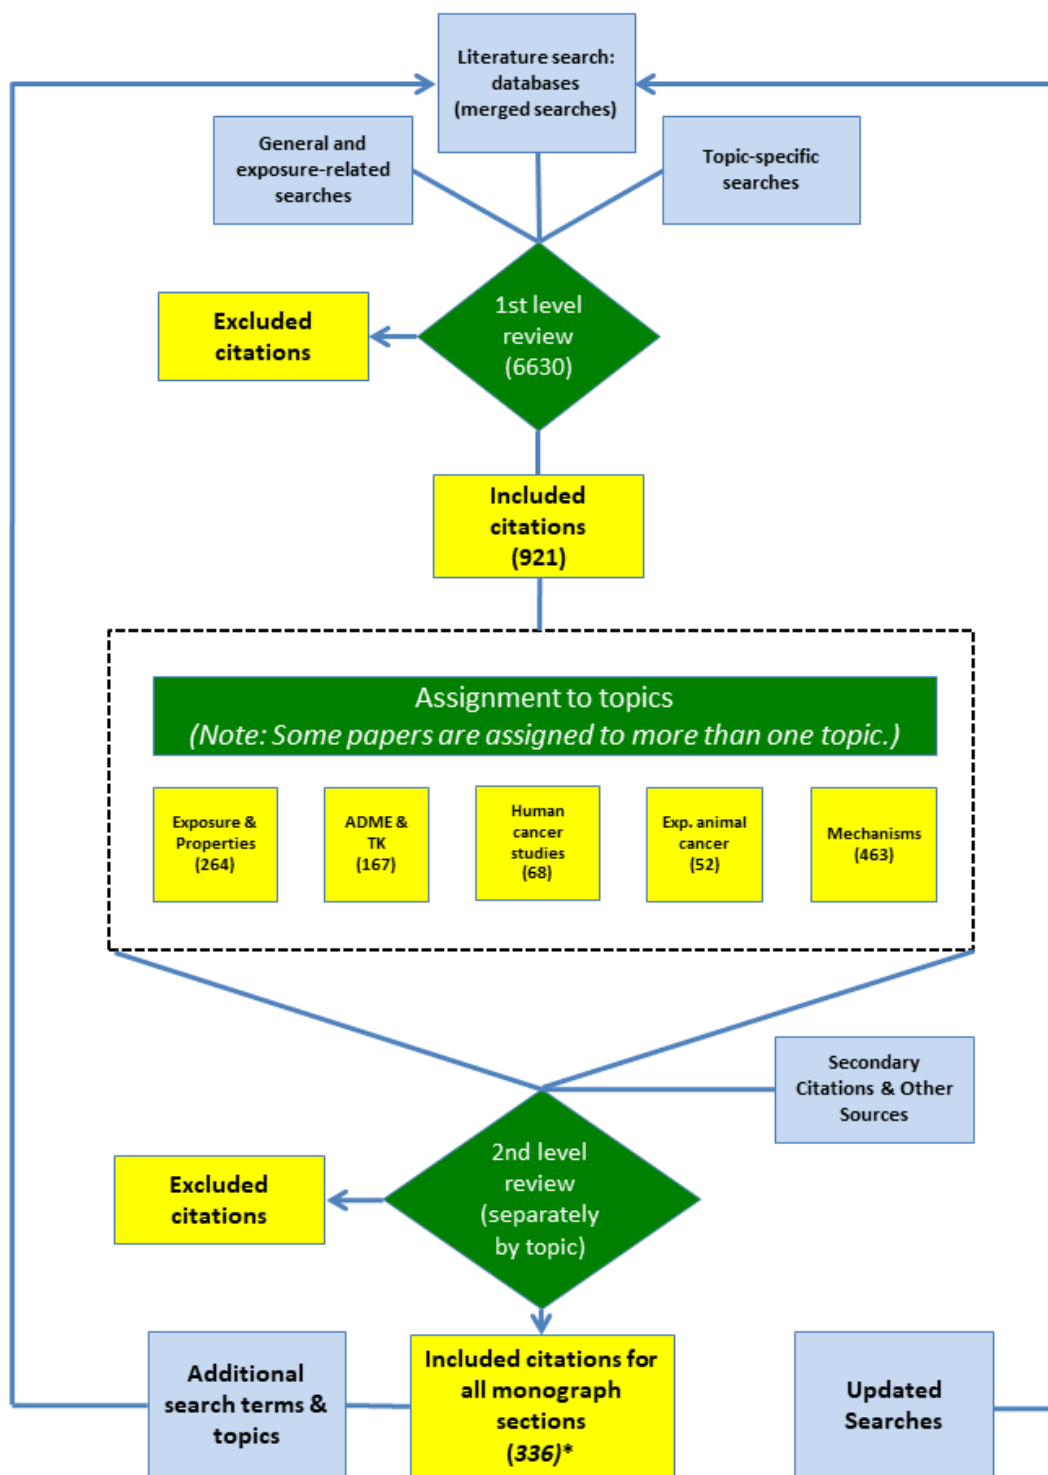 Literature search:
databases
(merged searches)
General and
exposure-related
searches
Topic-specific
searches
1st level
review
(6630)
Excluded
citations
Included
citations
(921)
Assignment to topics
(Note: Some papers are assigned to more than one topic.)
Exposure &
Properties
(264)
ADME &
TK
(167)
Human
cancer
studies
(68)
Exp. animal
cancer
(52)
Mechanisms
(463)
Secondary
Citations & Other
Sources
2nd level
review
(separately
by topic)
Excluded
citations
Additional
search terms &
topics
Included citations for
all monograph
sections
(336)*
Updated
Searches